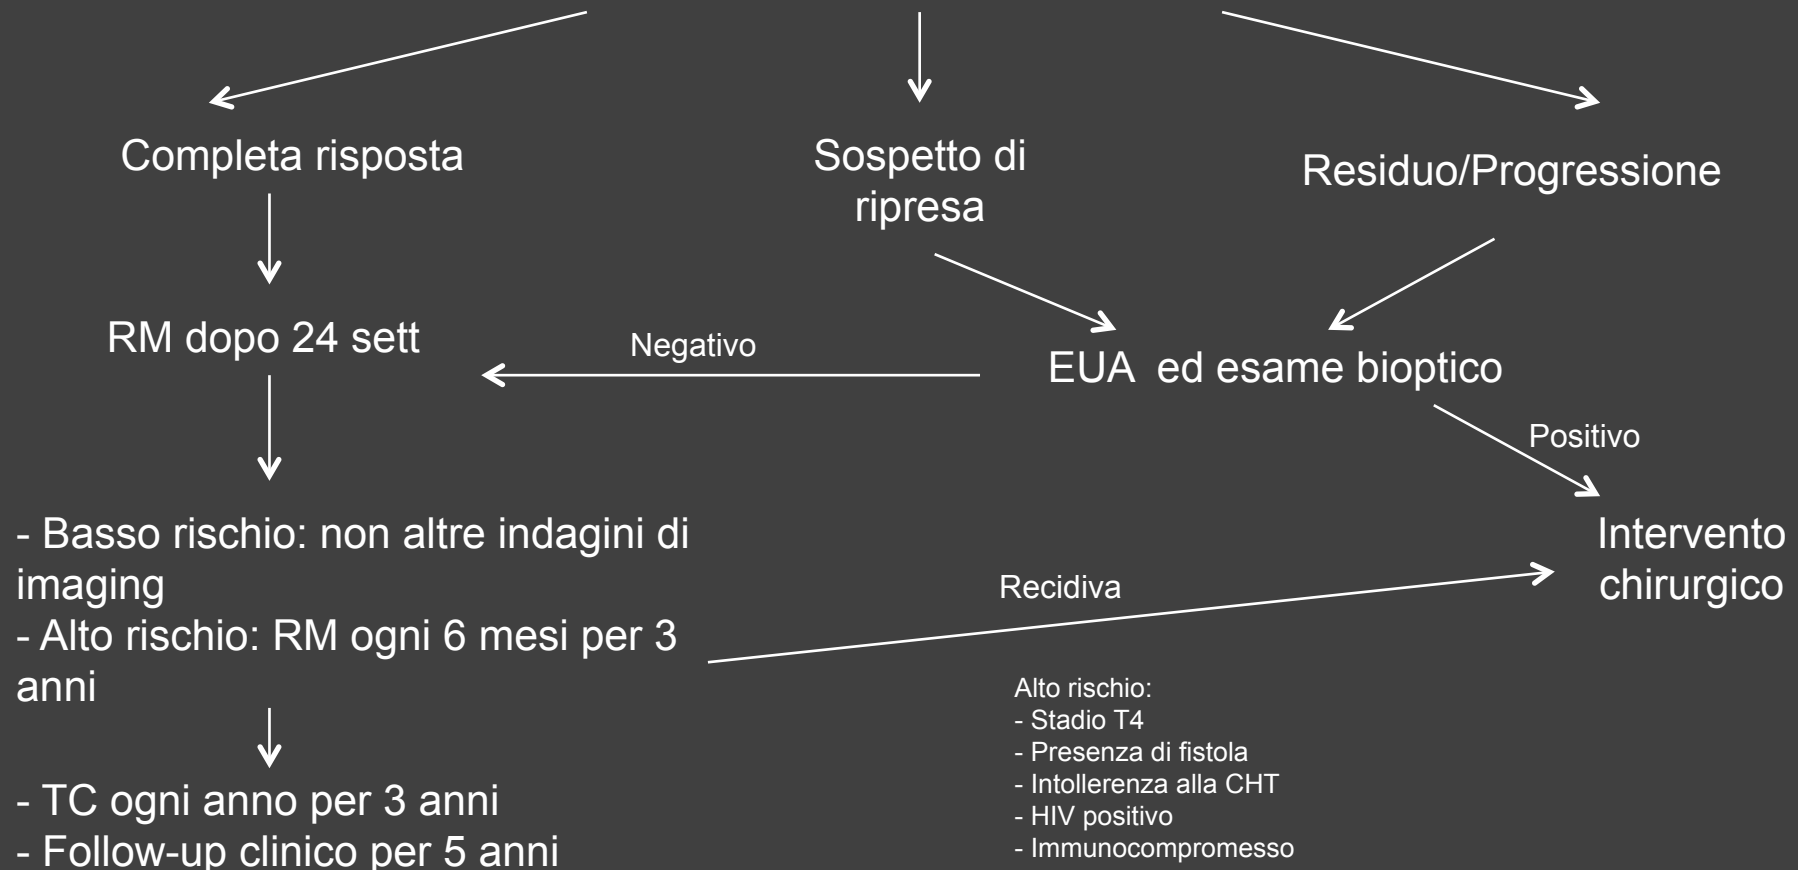 Completa risposta
Sospetto di
ripresa
Residuo/Progressione
RM dopo 24 sett
Negativo
EUA ed esame bioptico
Positivo
- Basso rischio: non altre indagini di
imaging
- Alto rischio: RM ogni 6 mesi per 3
anni
Recidiva
Intervento
chirurgico
Alto rischio:
- Stadio T4
- Presenza di fistola
- Intolerenza alla CHT
- HIV positivo
- Immunocompromesso
- TC ogni anno per 3 anni
- Follow-up clinico per 5 anni